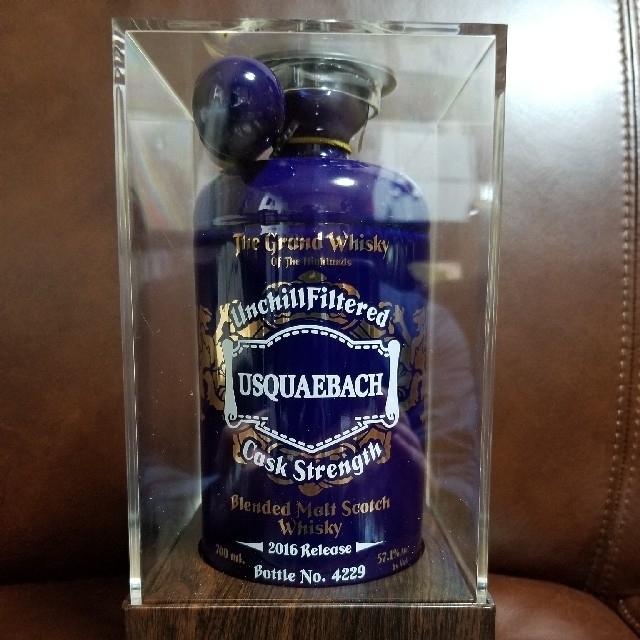 The Grand Whisky
Of The Highlands
UnchillFiltered
USQUAEBACH
Cask Strength
Blended Malt Scotch
Whisky
2016 Release
700 ml.
57.1%
Bottle No. 4229